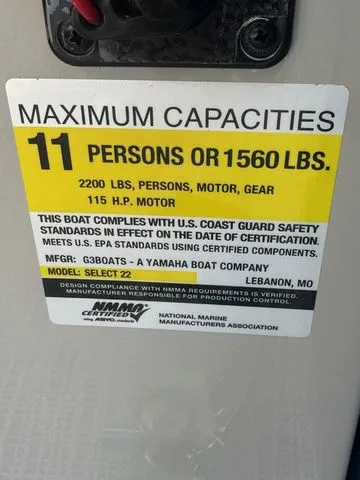 MAXIMUM CAPACITIES
11 PERSONS OR 1560 LBS.
2200 LBS, PERSONS, MOTOR, GEAR
115 H.P. MOTOR
THIS BOAT COMPLIES WITH U.S. COAST GUARD SAFETY
STANDARDS IN EFFECT ON THE DATE OF CERTIFICATION.
MEETS U.S. EPA STANDARDS USING CERTIFIED COMPONENTS.
MFGR: G3BOATS - A YAMAHA BOAT COMPANY
MODEL: SELECT 22
LEBANON, MO
DESIGN COMPLIANCE WITH NMMA REQUIREMENTS IS VERIFIED.
MANUFACTURER RESPONSIBLE FOR PRODUCTION CONTROL.
NMMA
CERTIFIED
using ABYC standards
NATIONAL MARINE
MANUFACTURERS ASSOCIATION